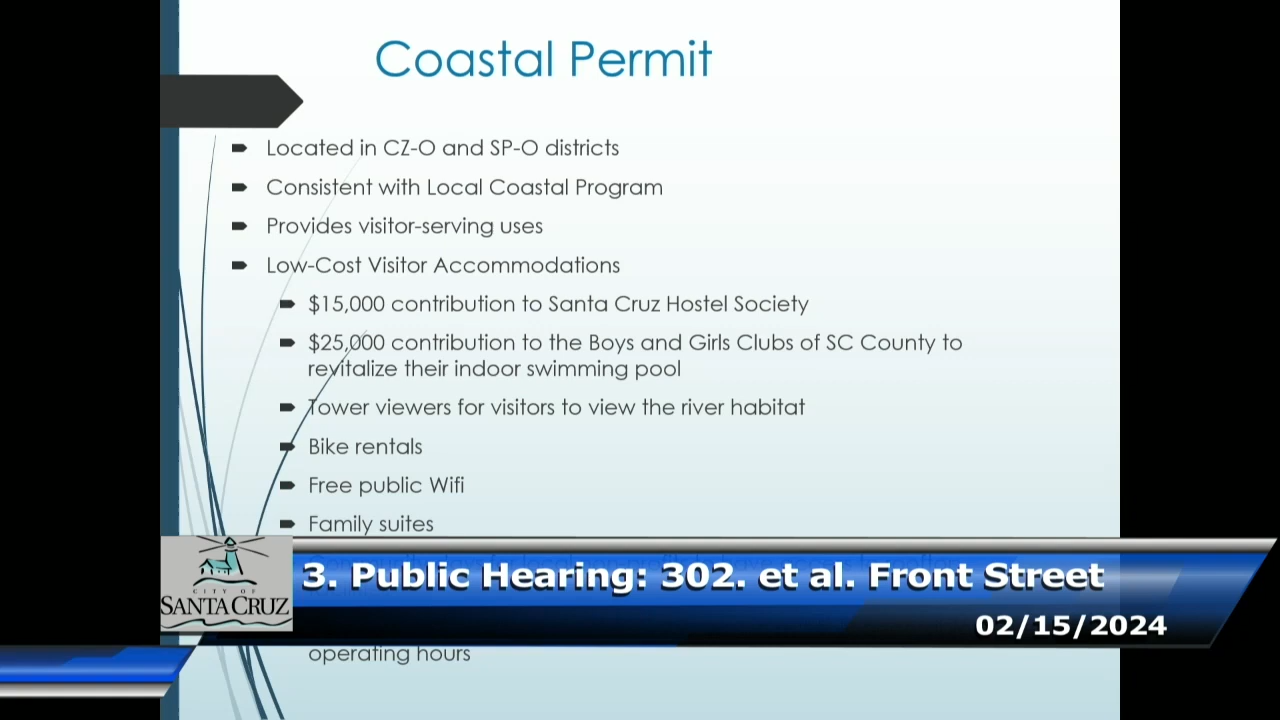 Coastal Permit
Located in CZ-O and SP-O districts
Consistent with Local Coastal Program
Provides visitor-serving uses
Low-Cost Visitor Accommodations
$15,000 contribution to Santa Cruz Hostel Society
$25,000 contribution to the Boys and Girls Clubs of SC County to
revitalize their indoor swimming pool
Tower viewers for visitors to view the river habitat
Bike rentals
Free public Wifi
Family suites
CITY OF
SANTA CRUZ
3. Public Hearing: 302. et al. Front Street
02/15/2024
operating hours